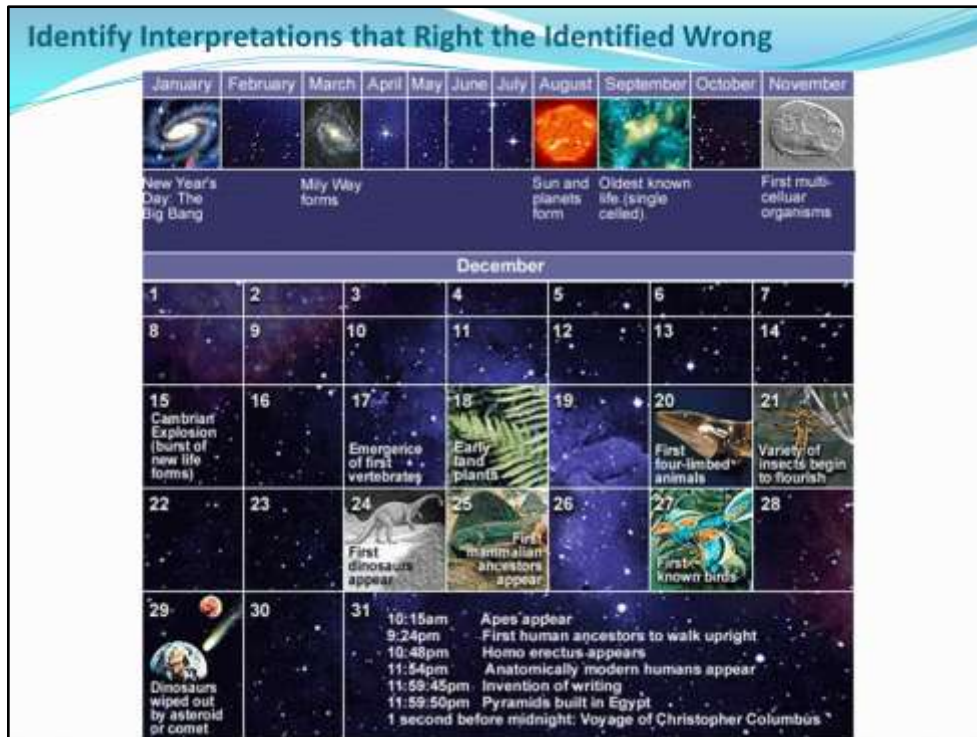 Identify Interpretations that Right the Identified Wrong
January February March April May June July August September October November
New Year's
Day: The
Big Bang
Mily Way
forms
Sun and
planets
form
Oldest known
life (single
celled)
First multi-
celluar
organisms
December
1 2 3 4 5 6 7
8 9 10 11 12 13 14
15
Cambrian
Explosion
(burst of
new life
forms)
16
17
Emergence
of first
vertebrates
18
Early
land
plants
19
20
First
four-limbed
animals
21
Variety of
insects begin
to flourish
22
23
24
First
dinosaurs
appear
25
First
mammalian
ancestors
appear
26
27
First
known birds
28
29
Dinosaurs
wiped out
by asteroid
or comet
30
31
10:15am Apes appear
9:24pm First human ancestors to walk upright
10:48pm Homo erectus appears
11:54pm Anatomically modern humans appear
11:59:45pm Invention of writing
11:59:50pm Pyramids built in Egypt
1 second before midnight: Voyage of Christopher Columbus